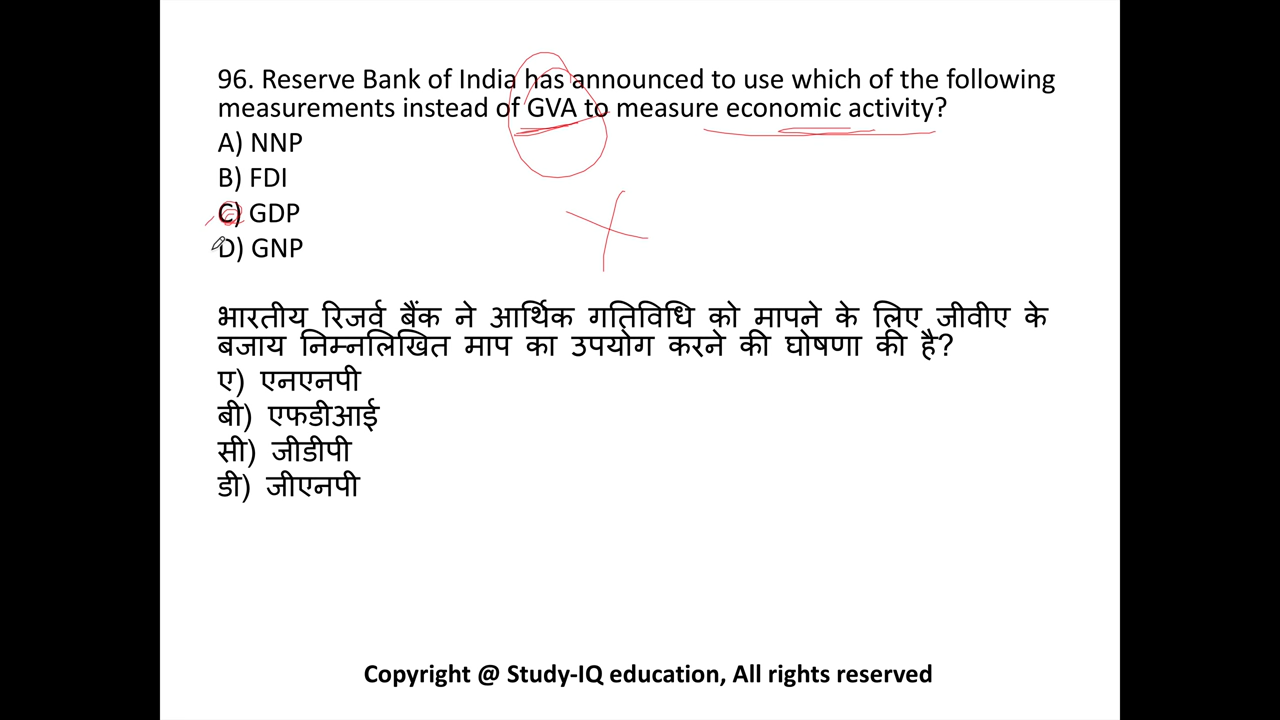 96. Reserve Bank of India has announced to use which of the following
measurements instead of GVA to measure economic activity?
A) NNP
B) FDI
C) GDP
D) GNP
भारतीय रिजर्व बैंक ने आर्थिक गतिविधि को मापने के लिए जीवीए के
बजाय निम्नलिखित माप का उपयोग करने की घोषणा की है?
ए) एनएनपी
बी) एफडीआई
सी) जीडीपी
डी) जीएनपी
Copyright @ Study-IQ education, All rights reserved